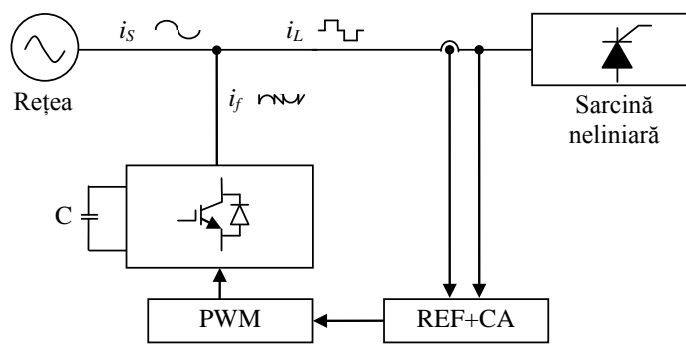 i_S
i_L
Rețea
i_f
Sarcină
neliniară
C
PWM
REF+CA